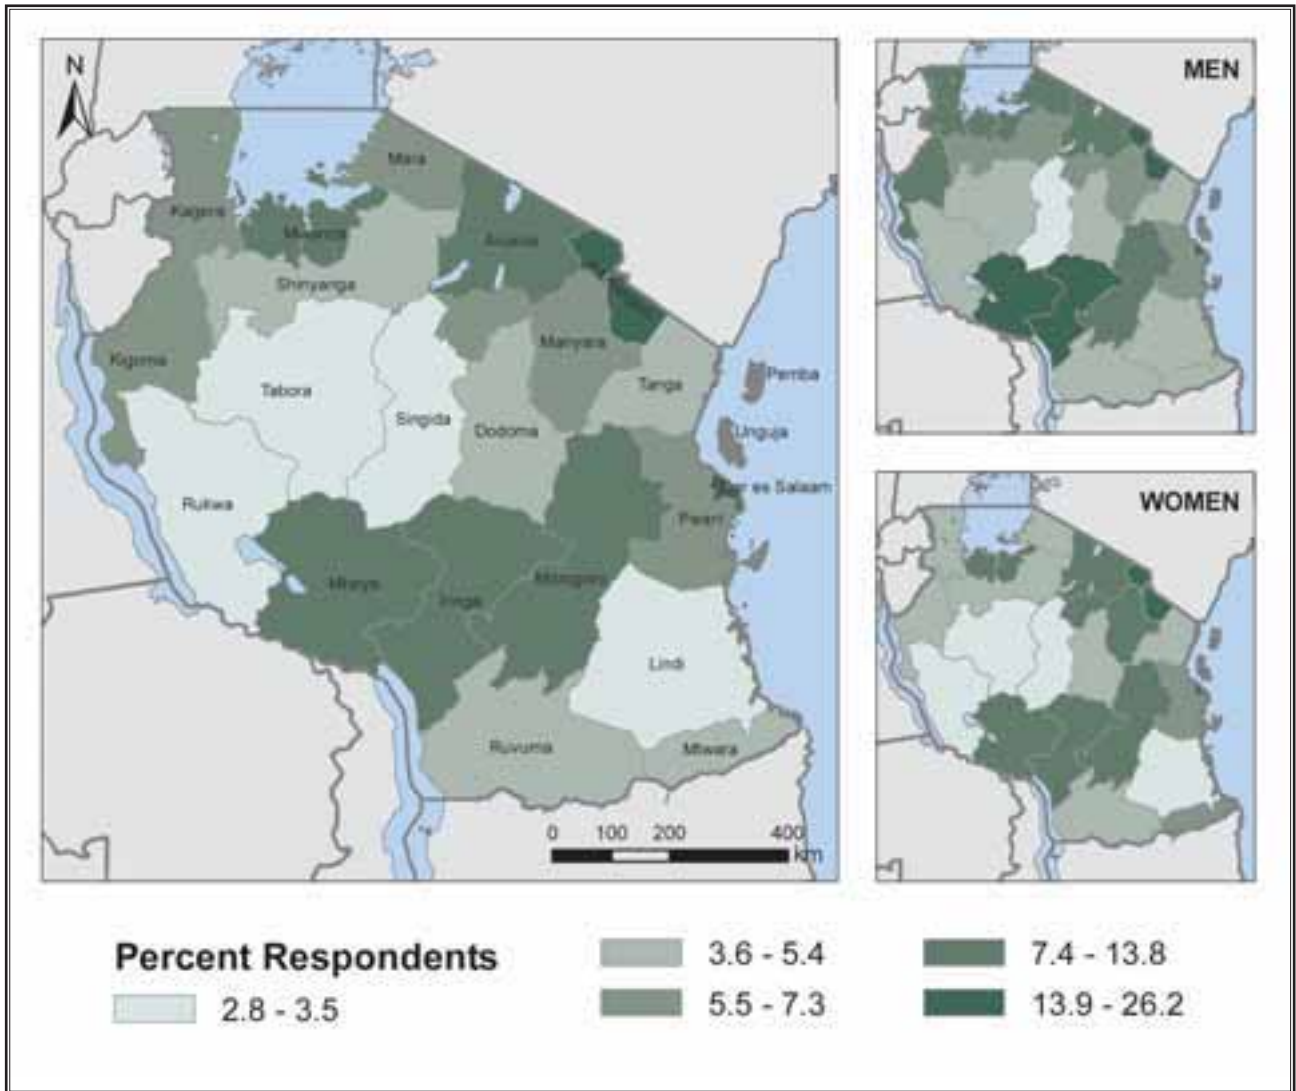 N
MEN
Mara
Kagera
Mwanza
Arusha
Shinyanga
Kigoma
Manyara
Tabora
Tanga
Pemba
Singida
Dodoma
Unguja
Rukwa
Dar es Salaam
Pwani
WOMEN
Mbeya
Iringa
Morogoro
Lindi
Ruvuma
Mtwara
0 100 200 400
km
Percent Respondents
2.8 - 3.5
3.6 - 5.4
5.5 - 7.3
7.4 - 13.8
13.9 - 26.2